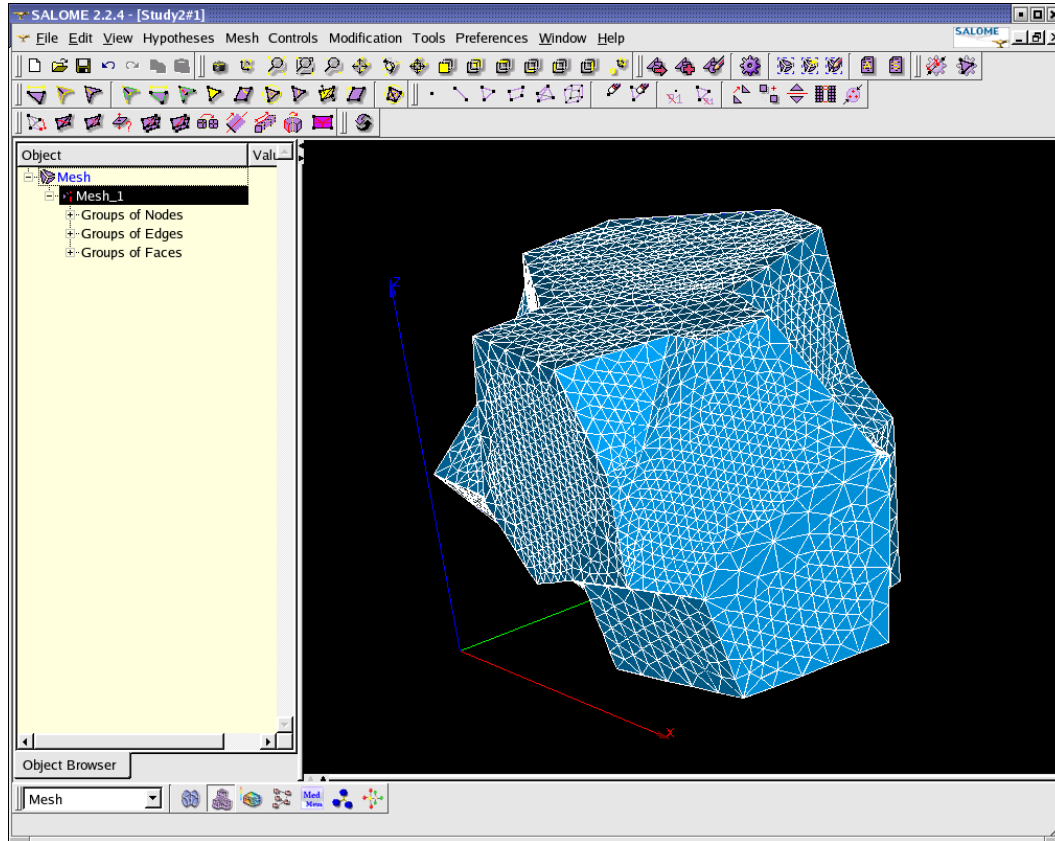 SALOME 2.2.4 - [Study2#1]
File Edit View Hypotheses Mesh Controls Modification Tools Preferences Window Help
SALOME
Object
Mesh
Mesh_1
Groups of Nodes
Groups of Edges
Groups of Faces
Z
X
Object Browser
Mesh
Med